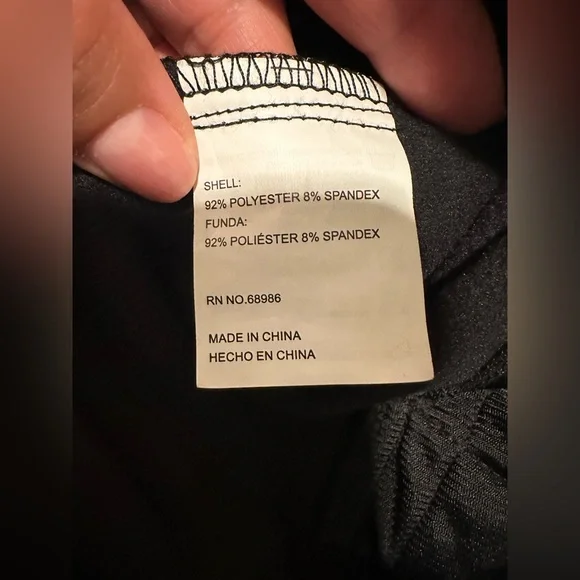 SHELL:
92% POLYESTER 8% SPANDEX
FUNDA:
92% POLIÉSTER 8% SPANDEX
RN NO.68986
MADE IN CHINA
HECHO EN CHINA